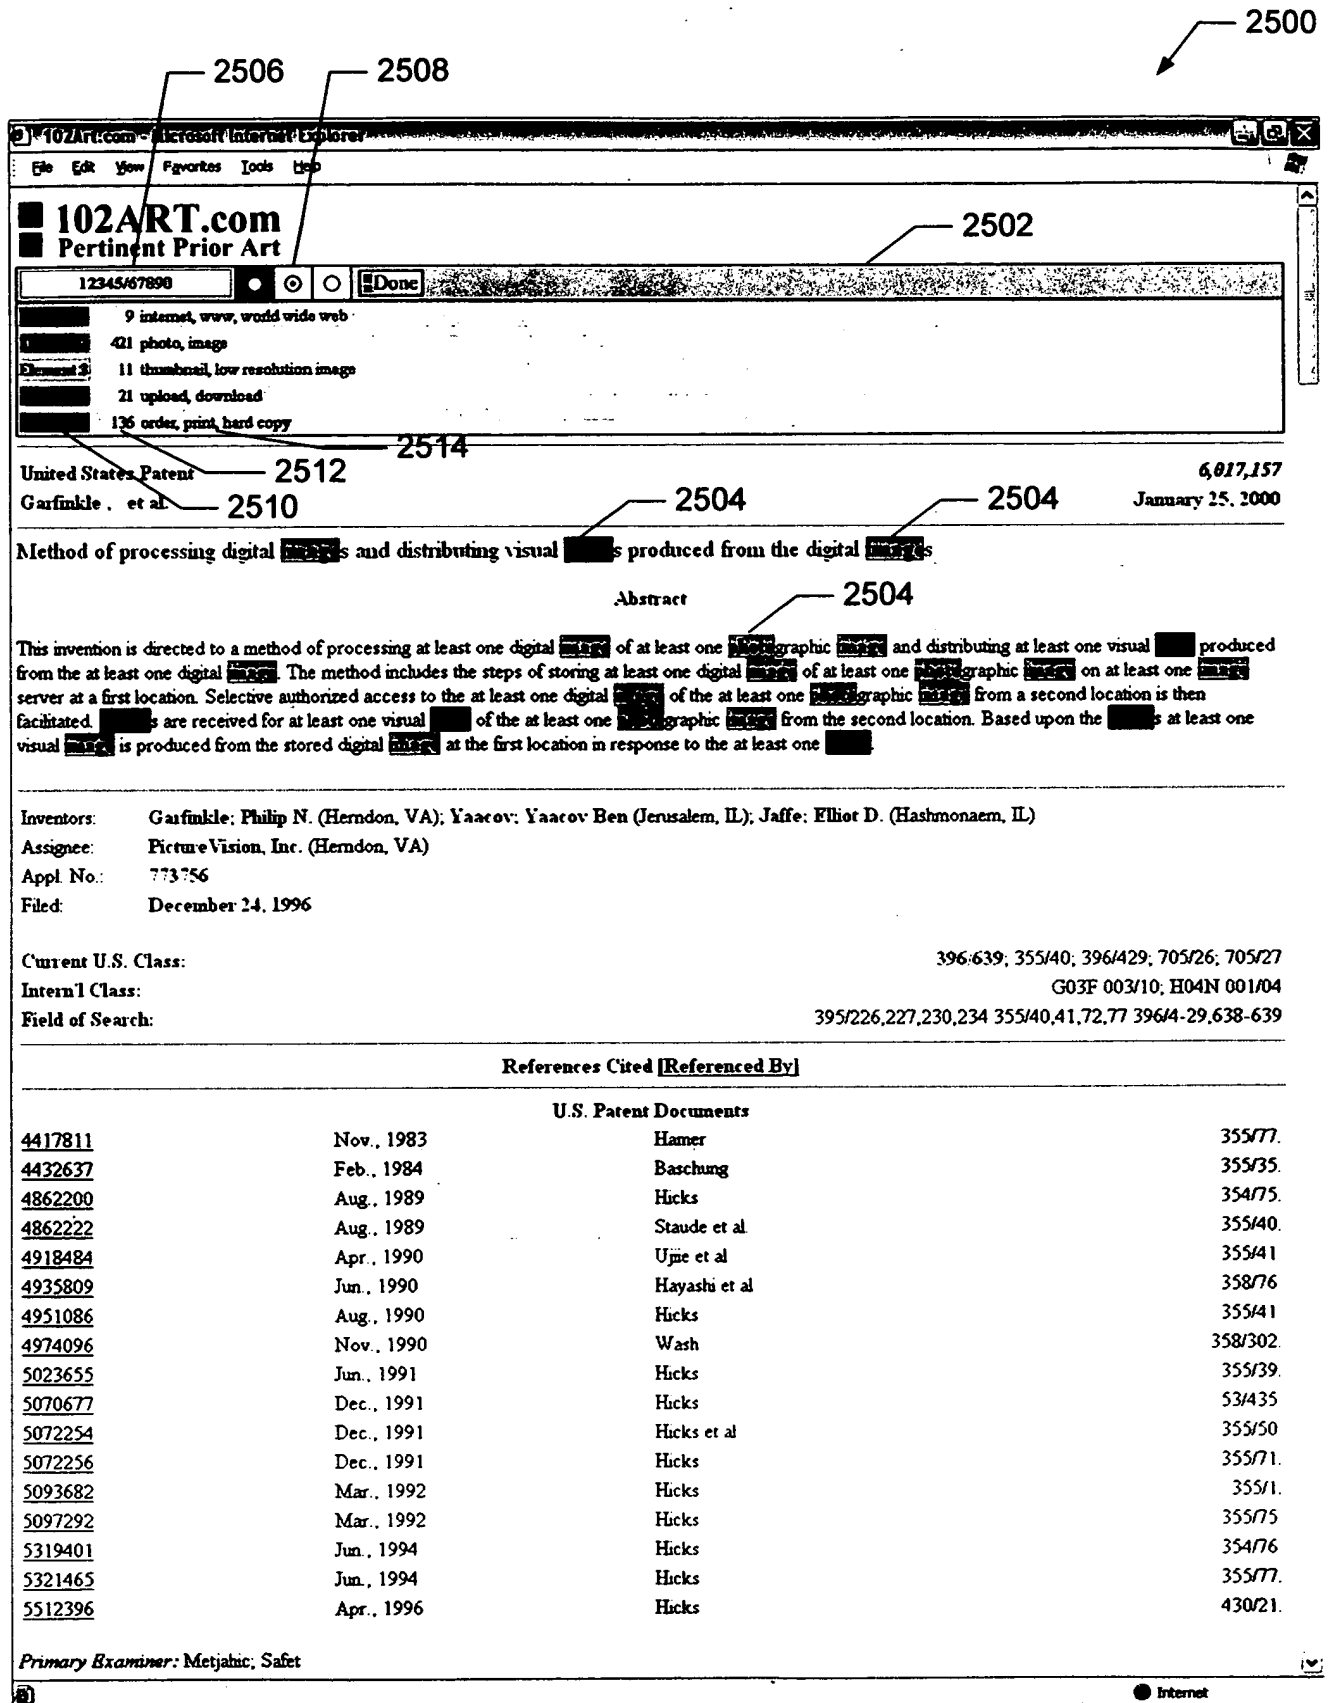 2500
2506 2508
102Art.com - Microsoft Internet Explorer
File Edit View Favorites Tools Help
102ART.com
Pertinent Prior Art
2502
12345/67890 Done
9 internet, www, world wide web
421 photo, image
Element 3 11 thumbnail, low resolution image
21 upload, download
136 order, print, hard copy
2514
United States Patent 2512 6,017,157
Garfinkle , et al. 2510 2504 2504 January 25, 2000
Method of processing digital images and distributing visual s produced from the digital images
Abstract 2504
This invention is directed to a method of processing at least one digital image of at least one photographic image and distributing at least one visual produced
from the at least one digital image. The method includes the steps of storing at least one digital image of at least one photographic image on at least one image
server at a first location. Selective authorized access to the at least one digital image of the at least one photographic image from a second location is then
facilitated. s are received for at least one visual of the at least one photographic image from the second location. Based upon the s at least one
visual image is produced from the stored digital image at the first location in response to the at least one .
Inventors: Garfinkle; Philip N. (Herndon, VA); Yaacov; Yaacov Ben (Jerusalem, IL); Jaffe; Elliot D. (Hashmonaem, IL)
Assignee: PictureVision, Inc. (Herndon, VA)
Appl. No.: 773756
Filed: December 24, 1996
Current U.S. Class: 396/639; 355/40; 396/429; 705/26; 705/27
Intern'l Class: G03F 003/10; H04N 001/04
Field of Search: 395/226,227,230,234 355/40,41,72,77 396/4-29,638-639
References Cited [Referenced By]
U.S. Patent Documents
4417811 Nov., 1983 Hamer 355/77.
4432637 Feb., 1984 Baschung 355/35.
4862200 Aug., 1989 Hicks 354/75.
4862222 Aug., 1989 Staude et al. 355/40.
4918484 Apr., 1990 Ujiie et al 355/41
4935809 Jun., 1990 Hayashi et al 358/76
4951086 Aug., 1990 Hicks 355/41
4974096 Nov., 1990 Wash 358/302.
5023655 Jun., 1991 Hicks 355/39.
5070677 Dec., 1991 Hicks 53/435
5072254 Dec., 1991 Hicks et al 355/50
5072256 Dec., 1991 Hicks 355/71.
5093682 Mar., 1992 Hicks 355/1.
5097292 Mar., 1992 Hicks 355/75
5319401 Jun., 1994 Hicks 354/76
5321465 Jun., 1994 Hicks 355/77.
5512396 Apr., 1996 Hicks 430/21.
Primary Examiner: Metjahic; Safet
Internet